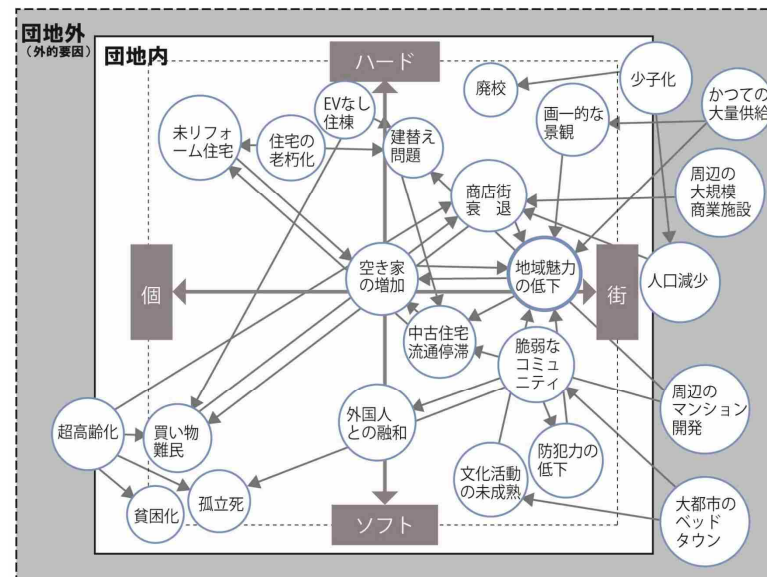 団地外
（外的要因）
団地内
ハード
廃校
少子化
かつての
大量供給
EVなし
住棟
未リフォ
ーム住宅
住宅の
老朽化
建替え
問題
画一的な
景観
商店街
衰　退
周辺の
大規模
商業施設
個
空き家
の増加
地域魅力
の低下
街
人口減少
中古住宅
流通停滞
脆弱な
コミュ
ニティ
周辺の
マンション
開発
超高齢化
買い物
難民
外国人
との融和
孤立死
貧困化
文化活動
の未成熟
防犯力の
低下
ソフト
大都市の
ベッド
タウン